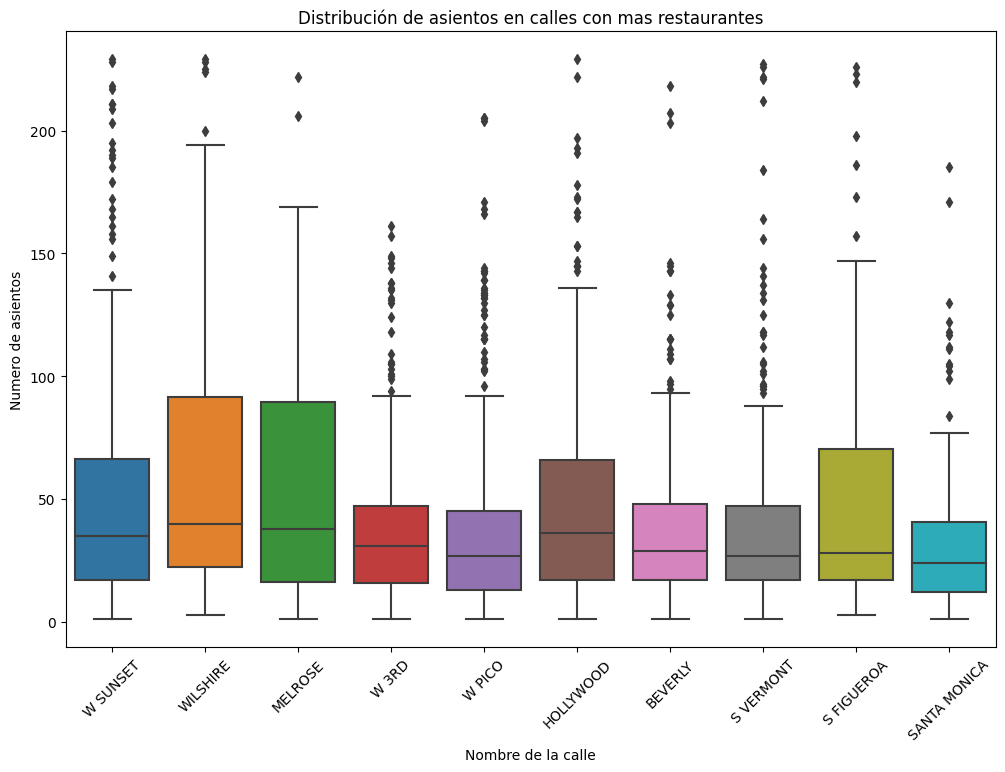 Distribución de asientos en calles con mas restaurantes
Numero de asientos
200
150
100
50
0
W SUNSET
WILSHIRE
MELROSE
W 3RD
W PICO
HOLLYWOOD
BEVERLY
S VERMONT
S FIGUEROA
SANTA MONICA
Nombre de la calle